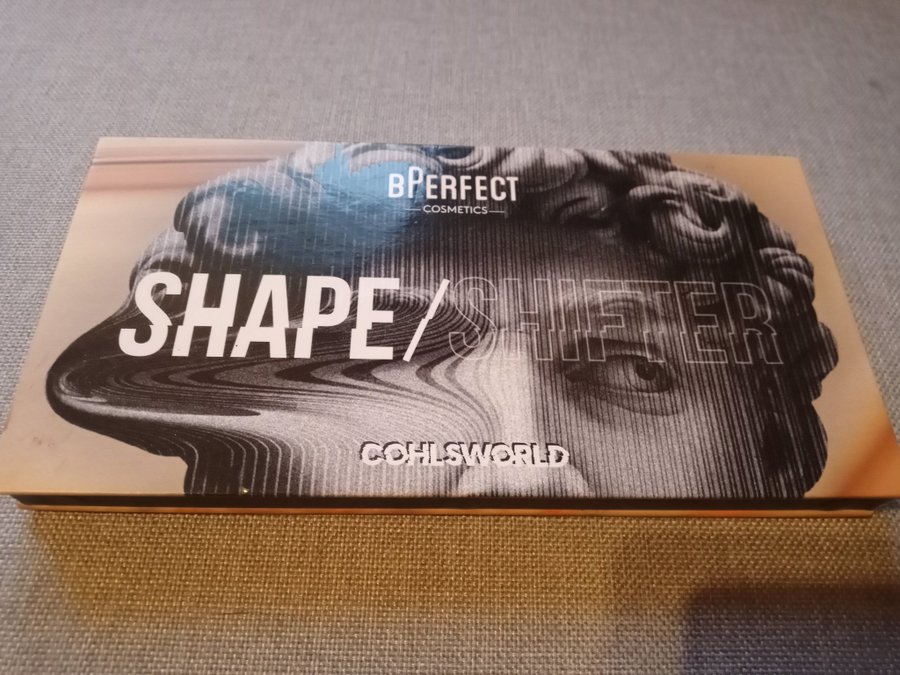 BPERFECT
COSMETICS
SHAPE/SHIFTER
COHLSWORLD